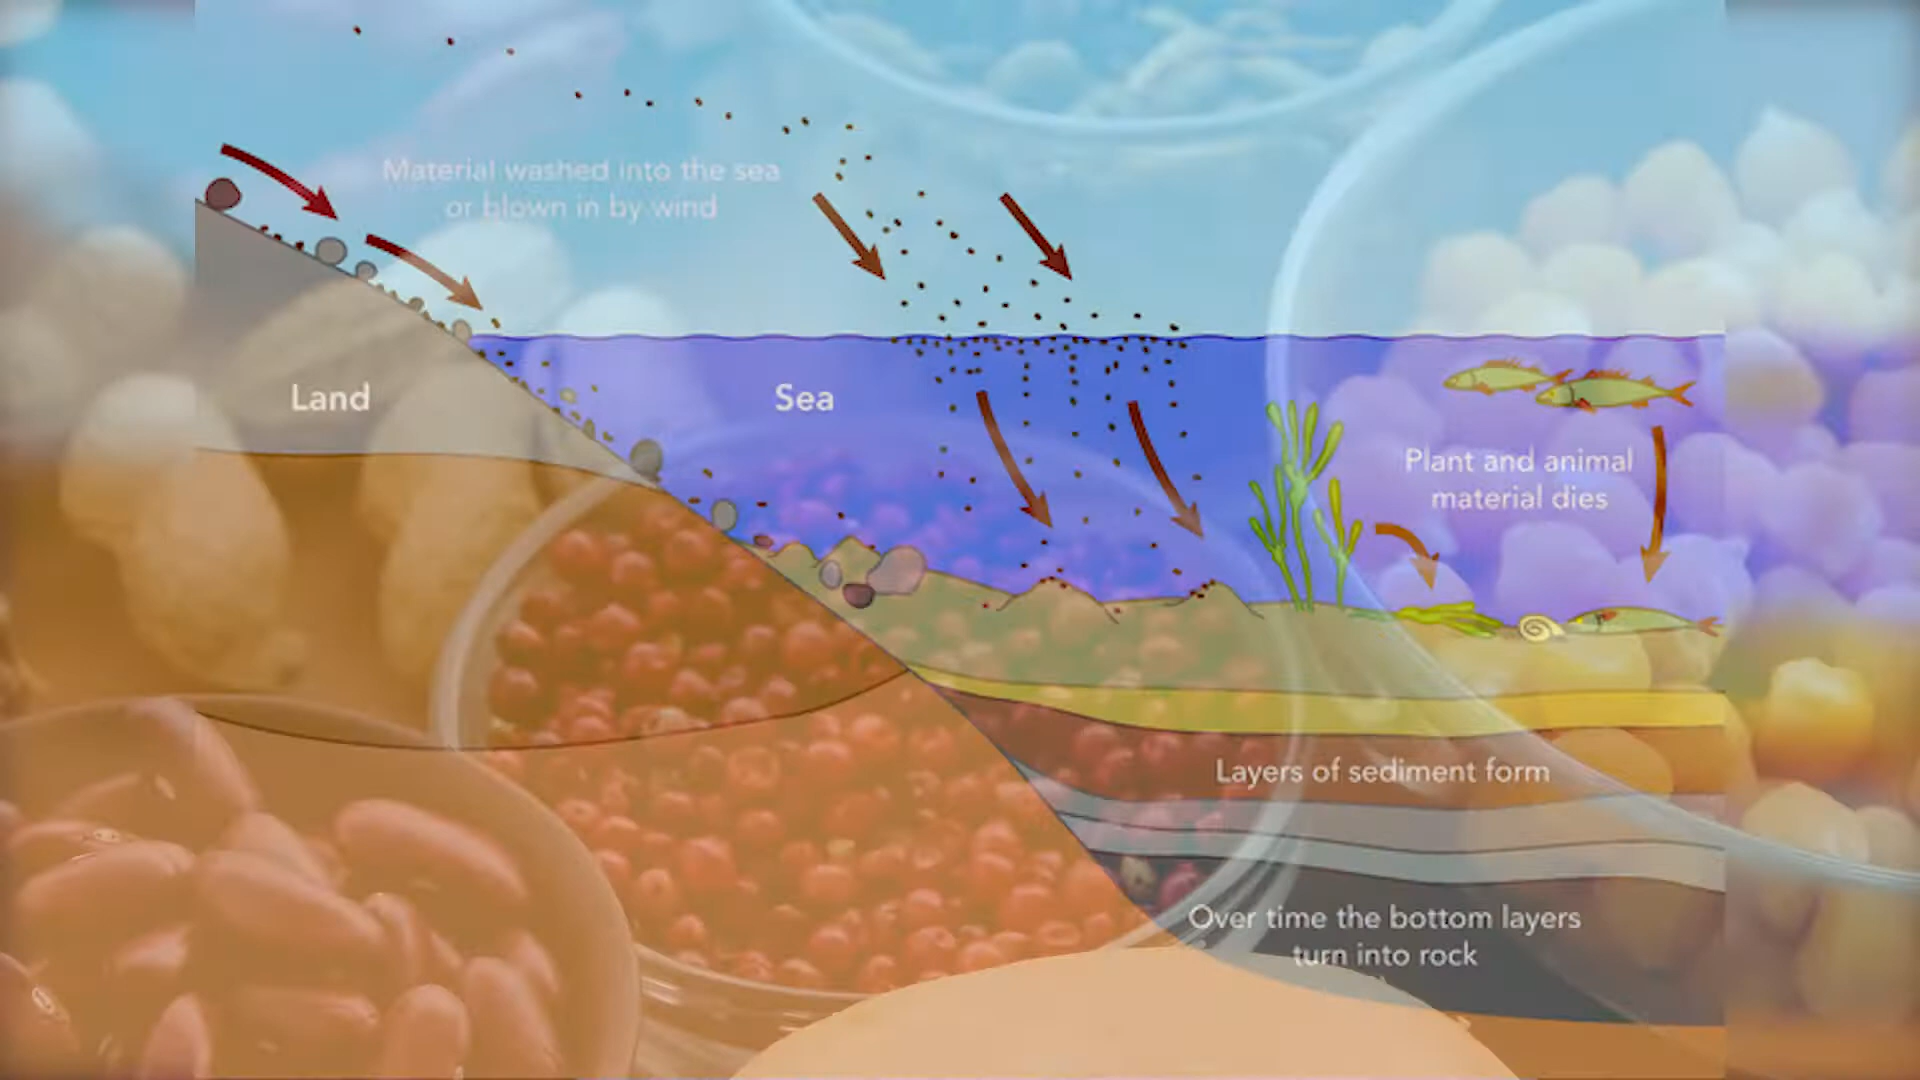 Material washed into the sea
or blown in by wind
Land
Sea
Plant and animal
material dies
Layers of sediment form
Over time the bottom layers
turn into rock